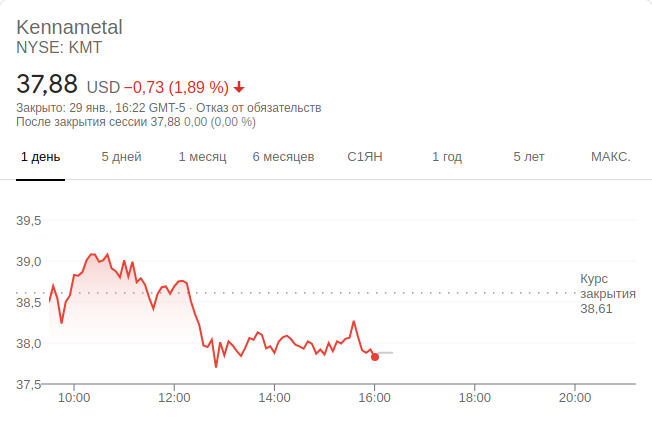 Kennametal
NYSE: KMT
37,88 USD −0,73 (1,89 %)
Закрыто: 29 янв., 16:22 GMT-5 · Отказ от обязательств
После закрытия сессии 37,88 0,00 (0,00 %)
1 день 5 дней 1 месяц 6 месяцев С1ЯН 1 год 5 лет МАКС.
39,5
39,0
38,5
38,0
37,5
Курс
закрытия
38,61
10:00 12:00 14:00 16:00 18:00 20:00